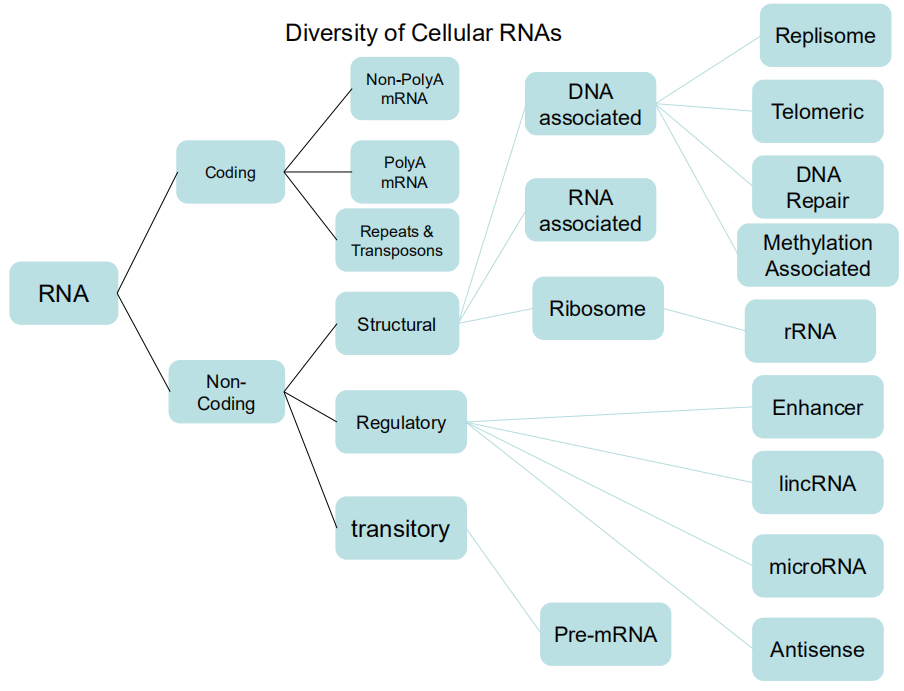 Diversity of Cellular RNAs
RNA
Coding
Non-
Coding
Non-PolyA
mRNA
PolyA
mRNA
Repeats &
Transposons
Structural
Regulatory
transitory
DNA
associated
RNA
associated
Ribosome
Pre-mRNA
Replisome
Telomeric
DNA
Repair
Methylation
Associated
rRNA
Enhancer
lincRNA
microRNA
Antisense